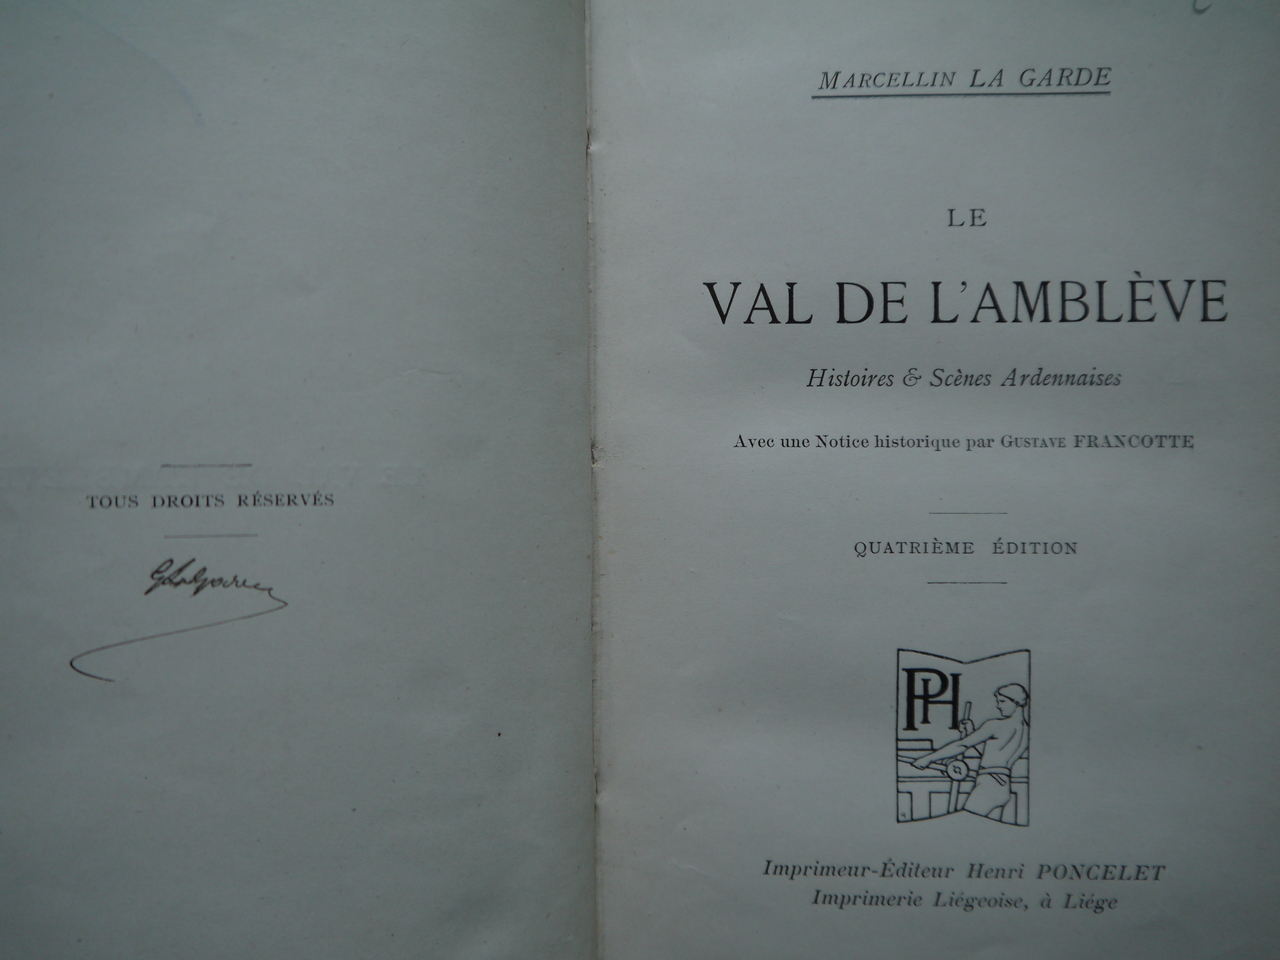 TOUS DROITS RÉSERVÉS
MARCELLIN LA GARDE
LE
VAL DE L'AMBLÈVE
Histoires & Scènes Ardennaises
Avec une Notice historique par GUSTAVE FRANCOTTE
QUATRIÈME ÉDITION
PH
Imprimeur-Éditeur Henri PONCELET
Imprimerie Liégeoise, à Liége